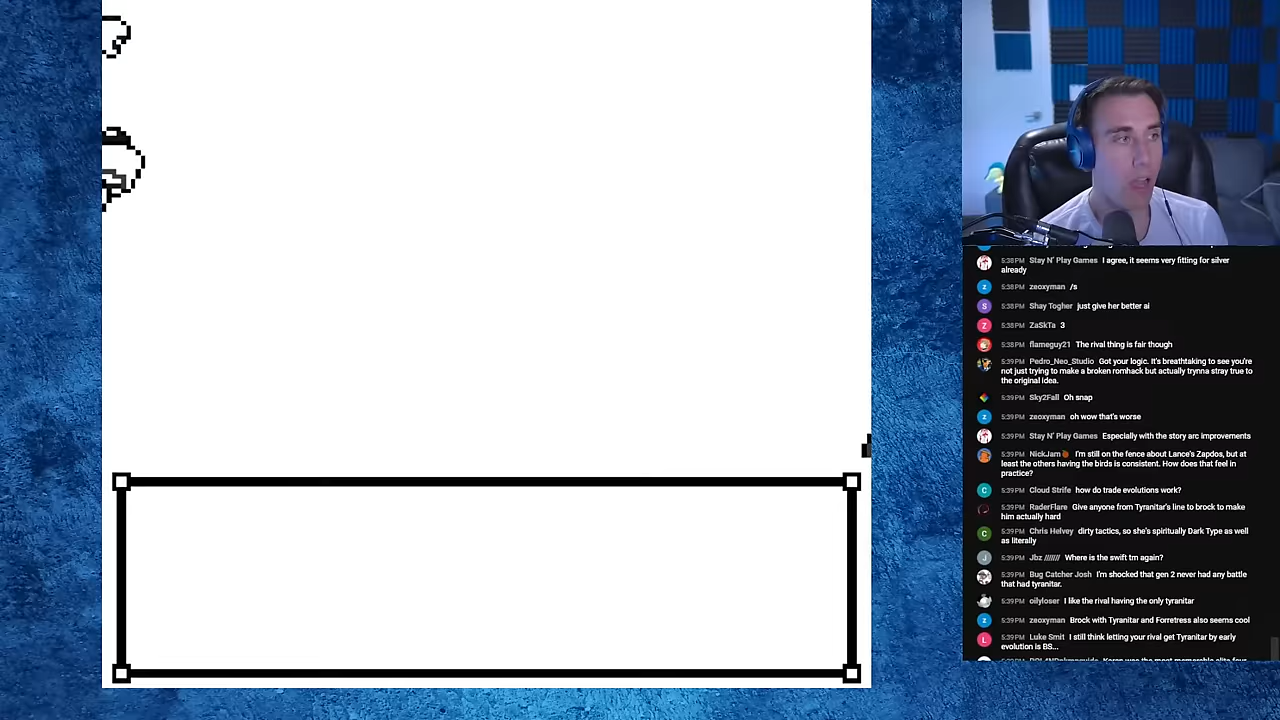 5:38PM Stay N' Play Games I agree, it seems very fitting for silver
already
5:38PM zeoxyman /s
5:38PM Shay Togher just give her better ai
5:38PM ZaSkTa 3
5:38PM flameguy21 The rival thing is fair though
5:39PM Pedro_Neo_Studio Got your logic. It's breathtaking to see you're
not just trying to make a broken romhack but actually trynna stray true to
the original idea.
5:39PM Sky2Fall Oh snap
5:39PM zeoxyman oh wow that's worse
5:39PM Stay N' Play Games Especially with the story arc improvements
5:39PM NickJam I'm still on the fence about Lance's Zapdos, but at
least the others having the birds is consistent. How does that feel in
practice?
5:39PM Cloud Strife how do trade evolutions work?
5:39PM RaderFlare Give anyone from Tyranitar's line to brock to make
him actually hard
5:39PM Chris Helvey dirty tactics, so she's spiritually Dark Type as well
as literally
5:39PM Jbz /////// Where is the swift tm again?
5:39PM Bug Catcher Josh I'm shocked that gen 2 never had any battle
that had tyranitar.
5:39PM oilyloser I like the rival having the only tyranitar
5:39PM zeoxyman Brock with Tyranitar and Forretress also seems cool
5:39PM Luke Smit I still think letting your rival get Tyranitar by early
evolution is BS...